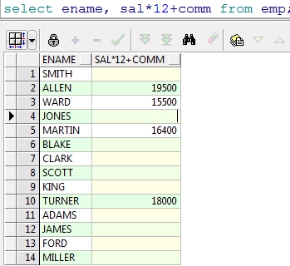 select ename, sal*12+comm from emp;
ENAME SAL*12+COMM
1 SMITH
2 ALLEN 19500
3 WARD 15500
4 JONES
5 MARTIN 16400
6 BLAKE
7 CLARK
8 SCOTT
9 KING
10 TURNER 18000
11 ADAMS
12 JAMES
13 FORD
14 MILLER